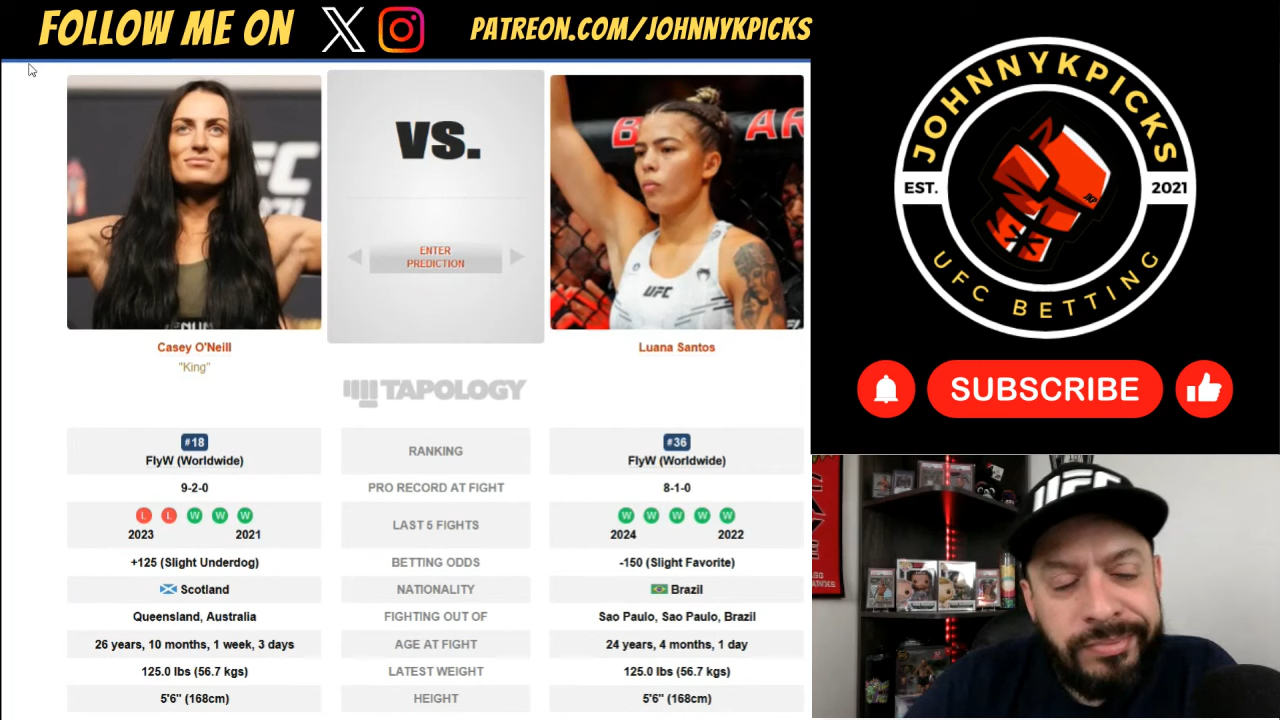 FOLLOW ME ON
PATREON.COM/JOHNNYKPICKS
VS.
ENTER
PREDICTION
UFC
Casey O'Neill
"King"
Luana Santos
TAPOLOGY
#18
FlyW (Worldwide)
RANKING
#36
FlyW (Worldwide)
9-2-0
PRO RECORD AT FIGHT
8-1-0
L L W W W
2023 2021
LAST 5 FIGHTS
W W W W W
2024 2022
+125 (Slight Underdog)
BETTING ODDS
-150 (Slight Favorite)
Scotland
NATIONALITY
Brazil
Queensland, Australia
FIGHTING OUT OF
Sao Paulo, Sao Paulo, Brazil
26 years, 10 months, 1 week, 3 days
AGE AT FIGHT
24 years, 4 months, 1 day
125.0 lbs (56.7 kgs)
LATEST WEIGHT
125.0 lbs (56.7 kgs)
5'6" (168cm)
HEIGHT
5'6" (168cm)
JOHNNYKPICKS
EST. 2021
JKP
UFC BETTING
SUBSCRIBE
UFC